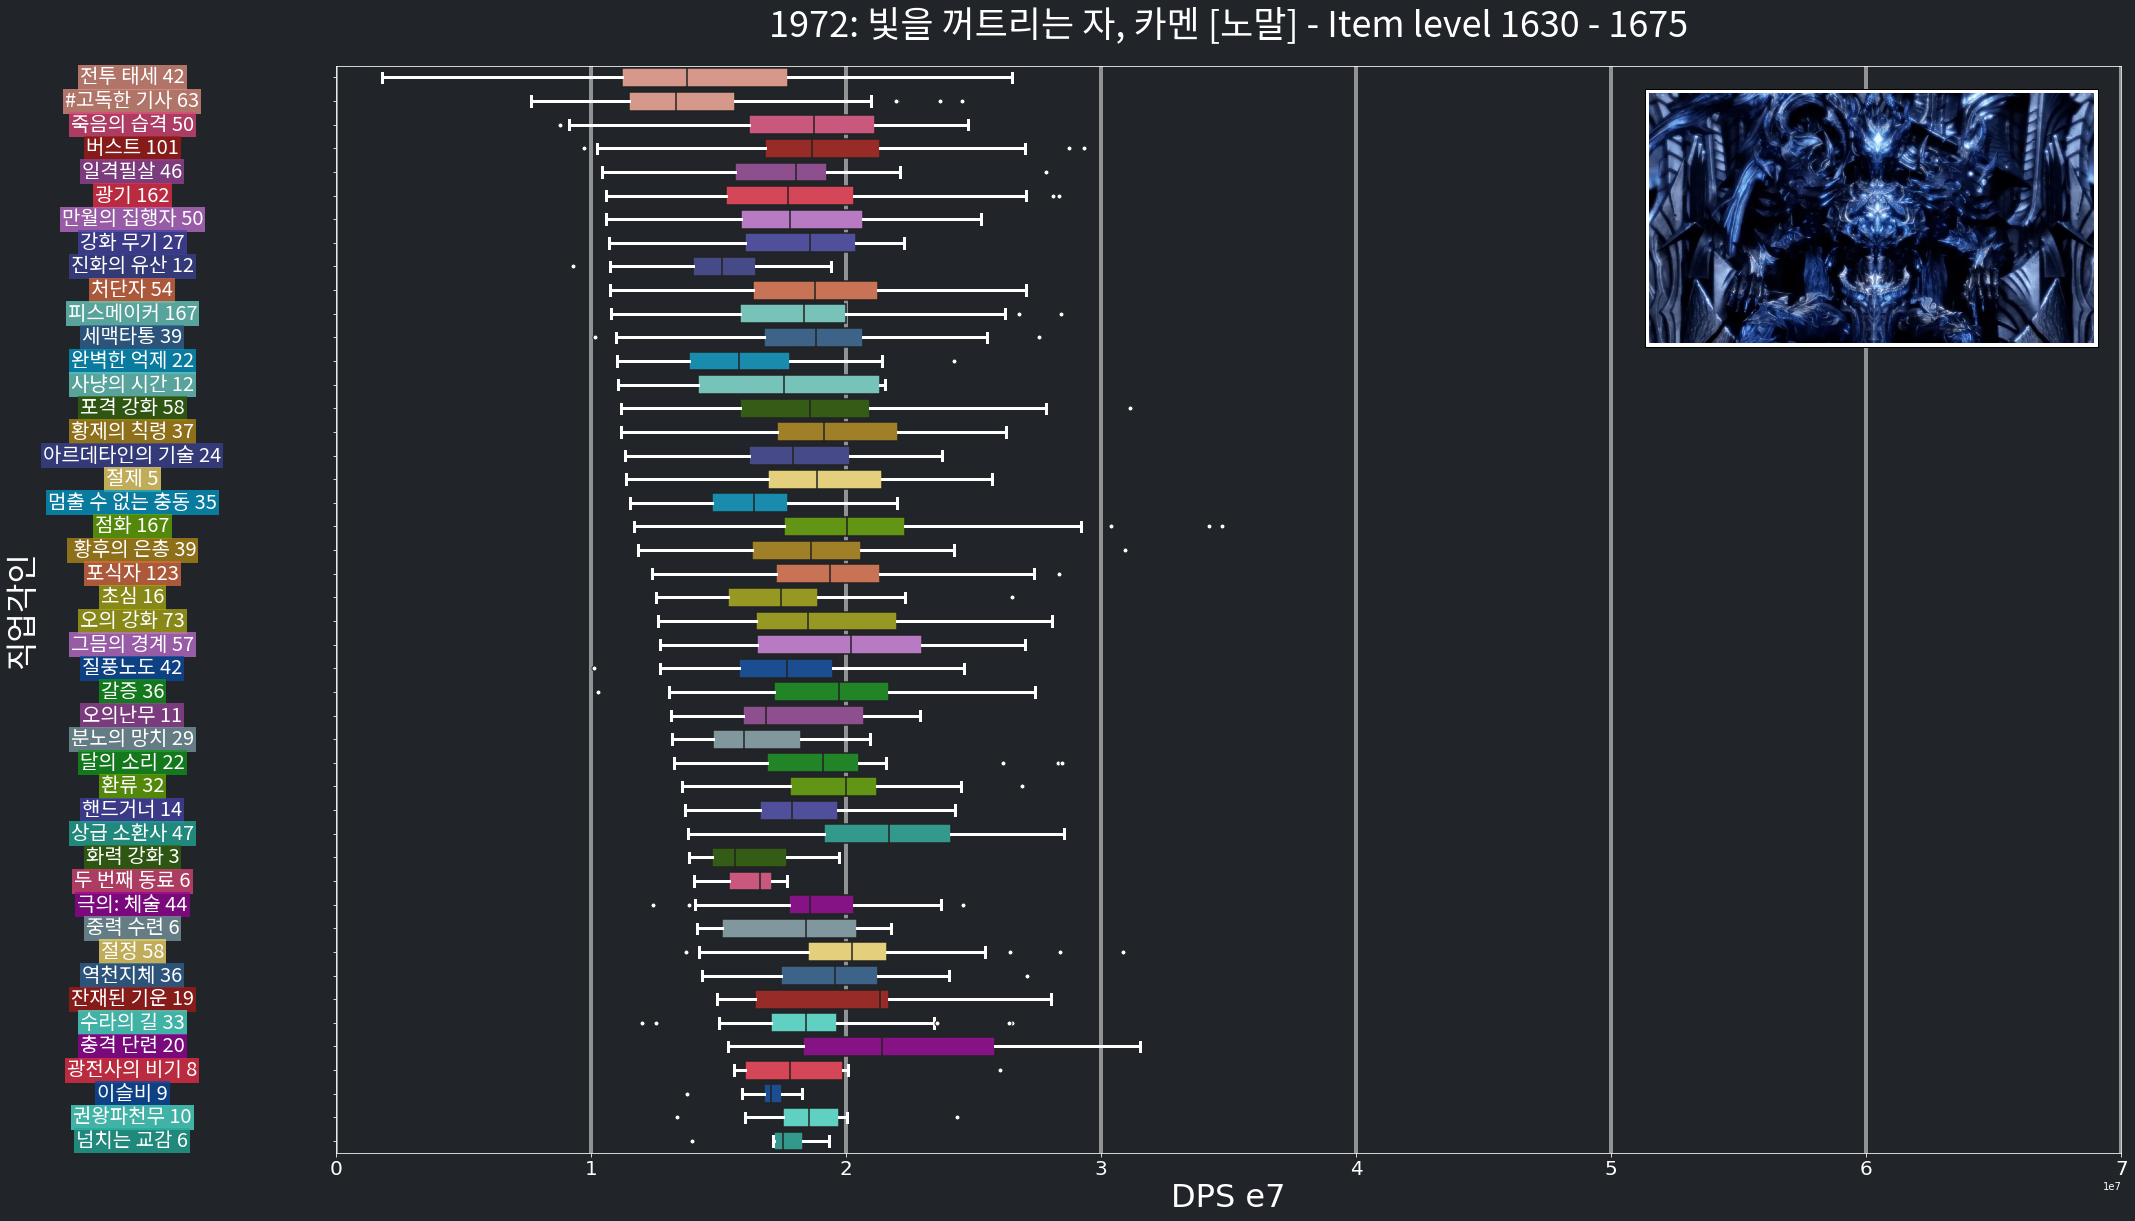 1972: 빛을 꺼트리는 자, 카멘 [노말] - Item level 1630 - 1675
직업각인
전투 태세 42
#고독한 기사 63
죽음의 습격 50
버스트 101
일격필살 46
광기 162
만월의 집행자 50
강화 무기 27
진화의 유산 12
처단자 54
피스메이커 167
세맥타통 39
완벽한 억제 22
사냥의 시간 12
포격 강화 58
황제의 칙령 37
아르데타인의 기술 24
절제 5
멈출 수 없는 충동 35
점화 167
황후의 은총 39
포식자 123
초심 16
오의 강화 73
그믐의 경계 57
질풍노도 42
갈증 36
오의난무 11
분노의 망치 29
달의 소리 22
환류 32
핸드거너 14
상급 소환사 47
화력 강화 3
두 번째 동료 6
극의: 체술 44
중력 수련 6
절정 58
역천지체 36
잔재된 기운 19
수라의 길 33
충격 단련 20
광전사의 비기 8
이슬비 9
권왕파천무 10
넘치는 교감 6
0 1 2 3 4 5 6 7
1e7
DPS e7